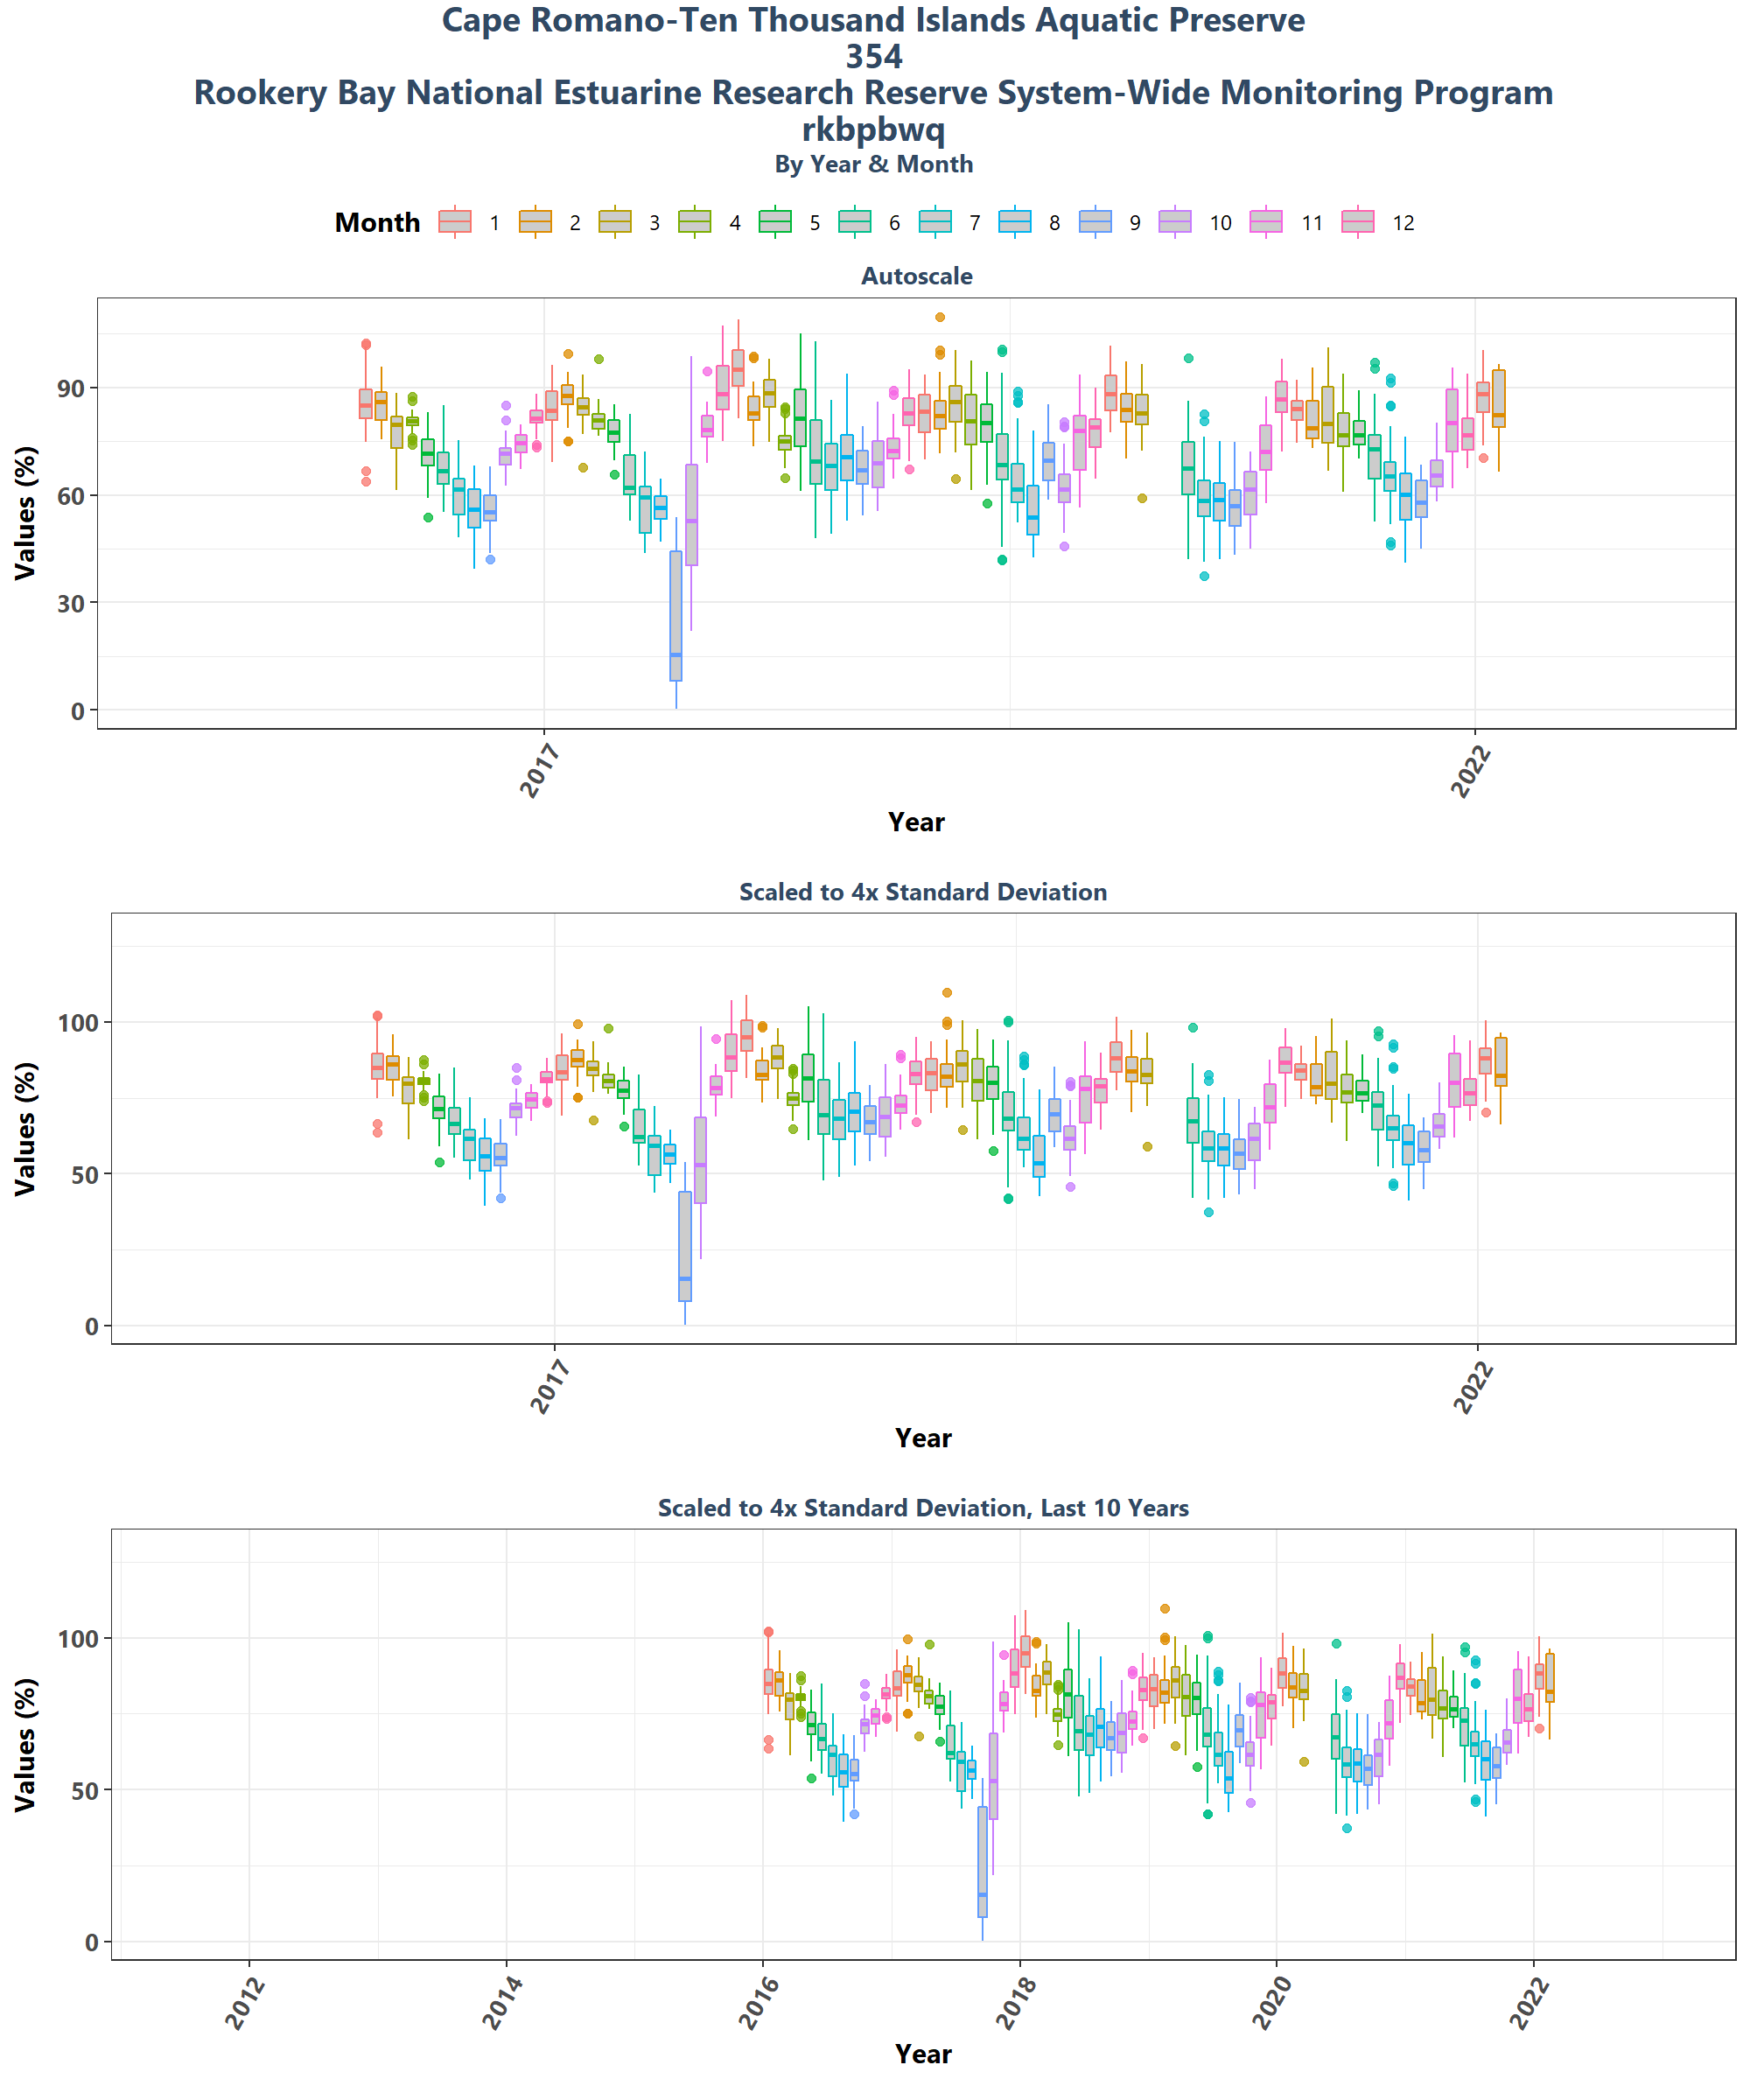 Cape Romano-Ten Thousand Islands Aquatic Preserve
354
Rookery Bay National Estuarine Research Reserve System-Wide Monitoring Program
rkbpbwq
By Year & Month
Month 1 2 3 4 5 6 7 8 9 10 11 12
Autoscale
Values (%)
90
60
30
0
2017 2022
Year
Scaled to 4x Standard Deviation
Values (%)
100
50
0
2017 2022
Year
Scaled to 4x Standard Deviation, Last 10 Years
Values (%)
100
50
0
2012 2014 2016 2018 2020 2022
Year